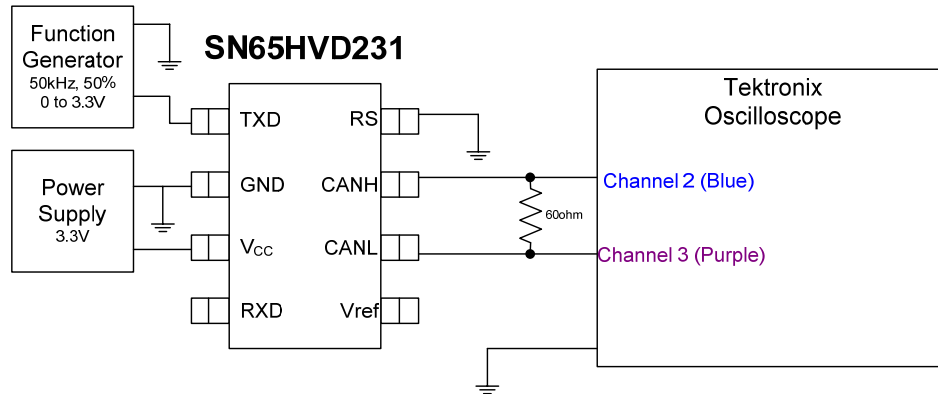 Function
Generator
50kHz, 50%
0 to 3.3V
SN65HVD231
Tektronix
Oscilloscope
TXD
RS
Power
Supply
3.3V
GND
CANH
Channel 2 (Blue)
60ohm
VCC
CANL
Channel 3 (Purple)
RXD
Vref